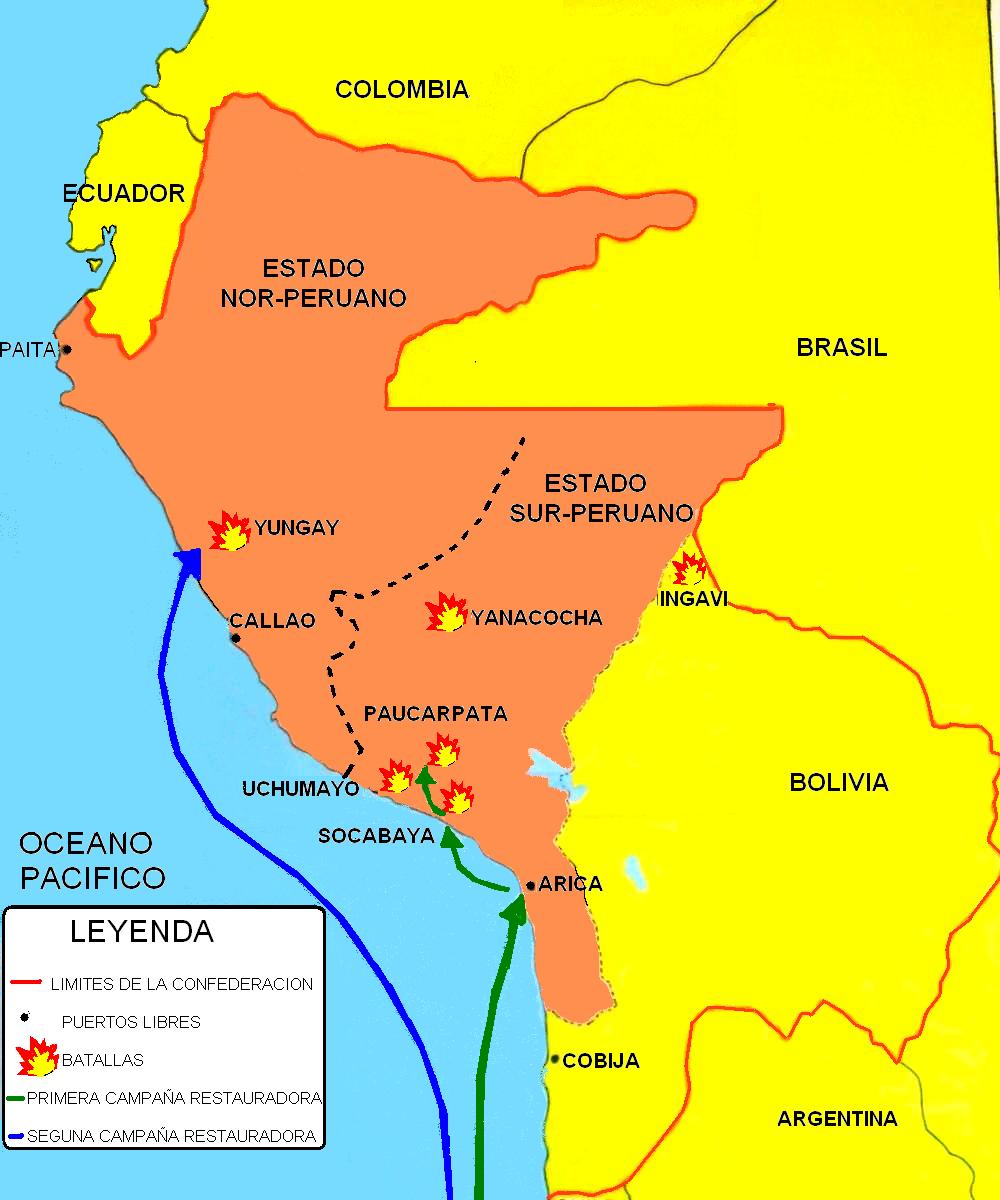 COLOMBIA
ECUADOR
ESTADO
NOR-PERUANO
PAITA
BRASIL
ESTADO
SUR-PERUANO
YUNGAY
INGAVI
CALLAO
YANACOCHA
PAUCARPATA
UCHUMAYO
BOLIVIA
SOCABAYA
OCEANO
PACIFICO
ARICA
LEYENDA
LIMITES DE LA CONFEDERACION
PUERTOS LIBRES
BATALLAS
PRIMERA CAMPAÑA RESTAURADORA
SEGUNA CAMPAÑA RESTAURADORA
COBIJA
ARGENTINA